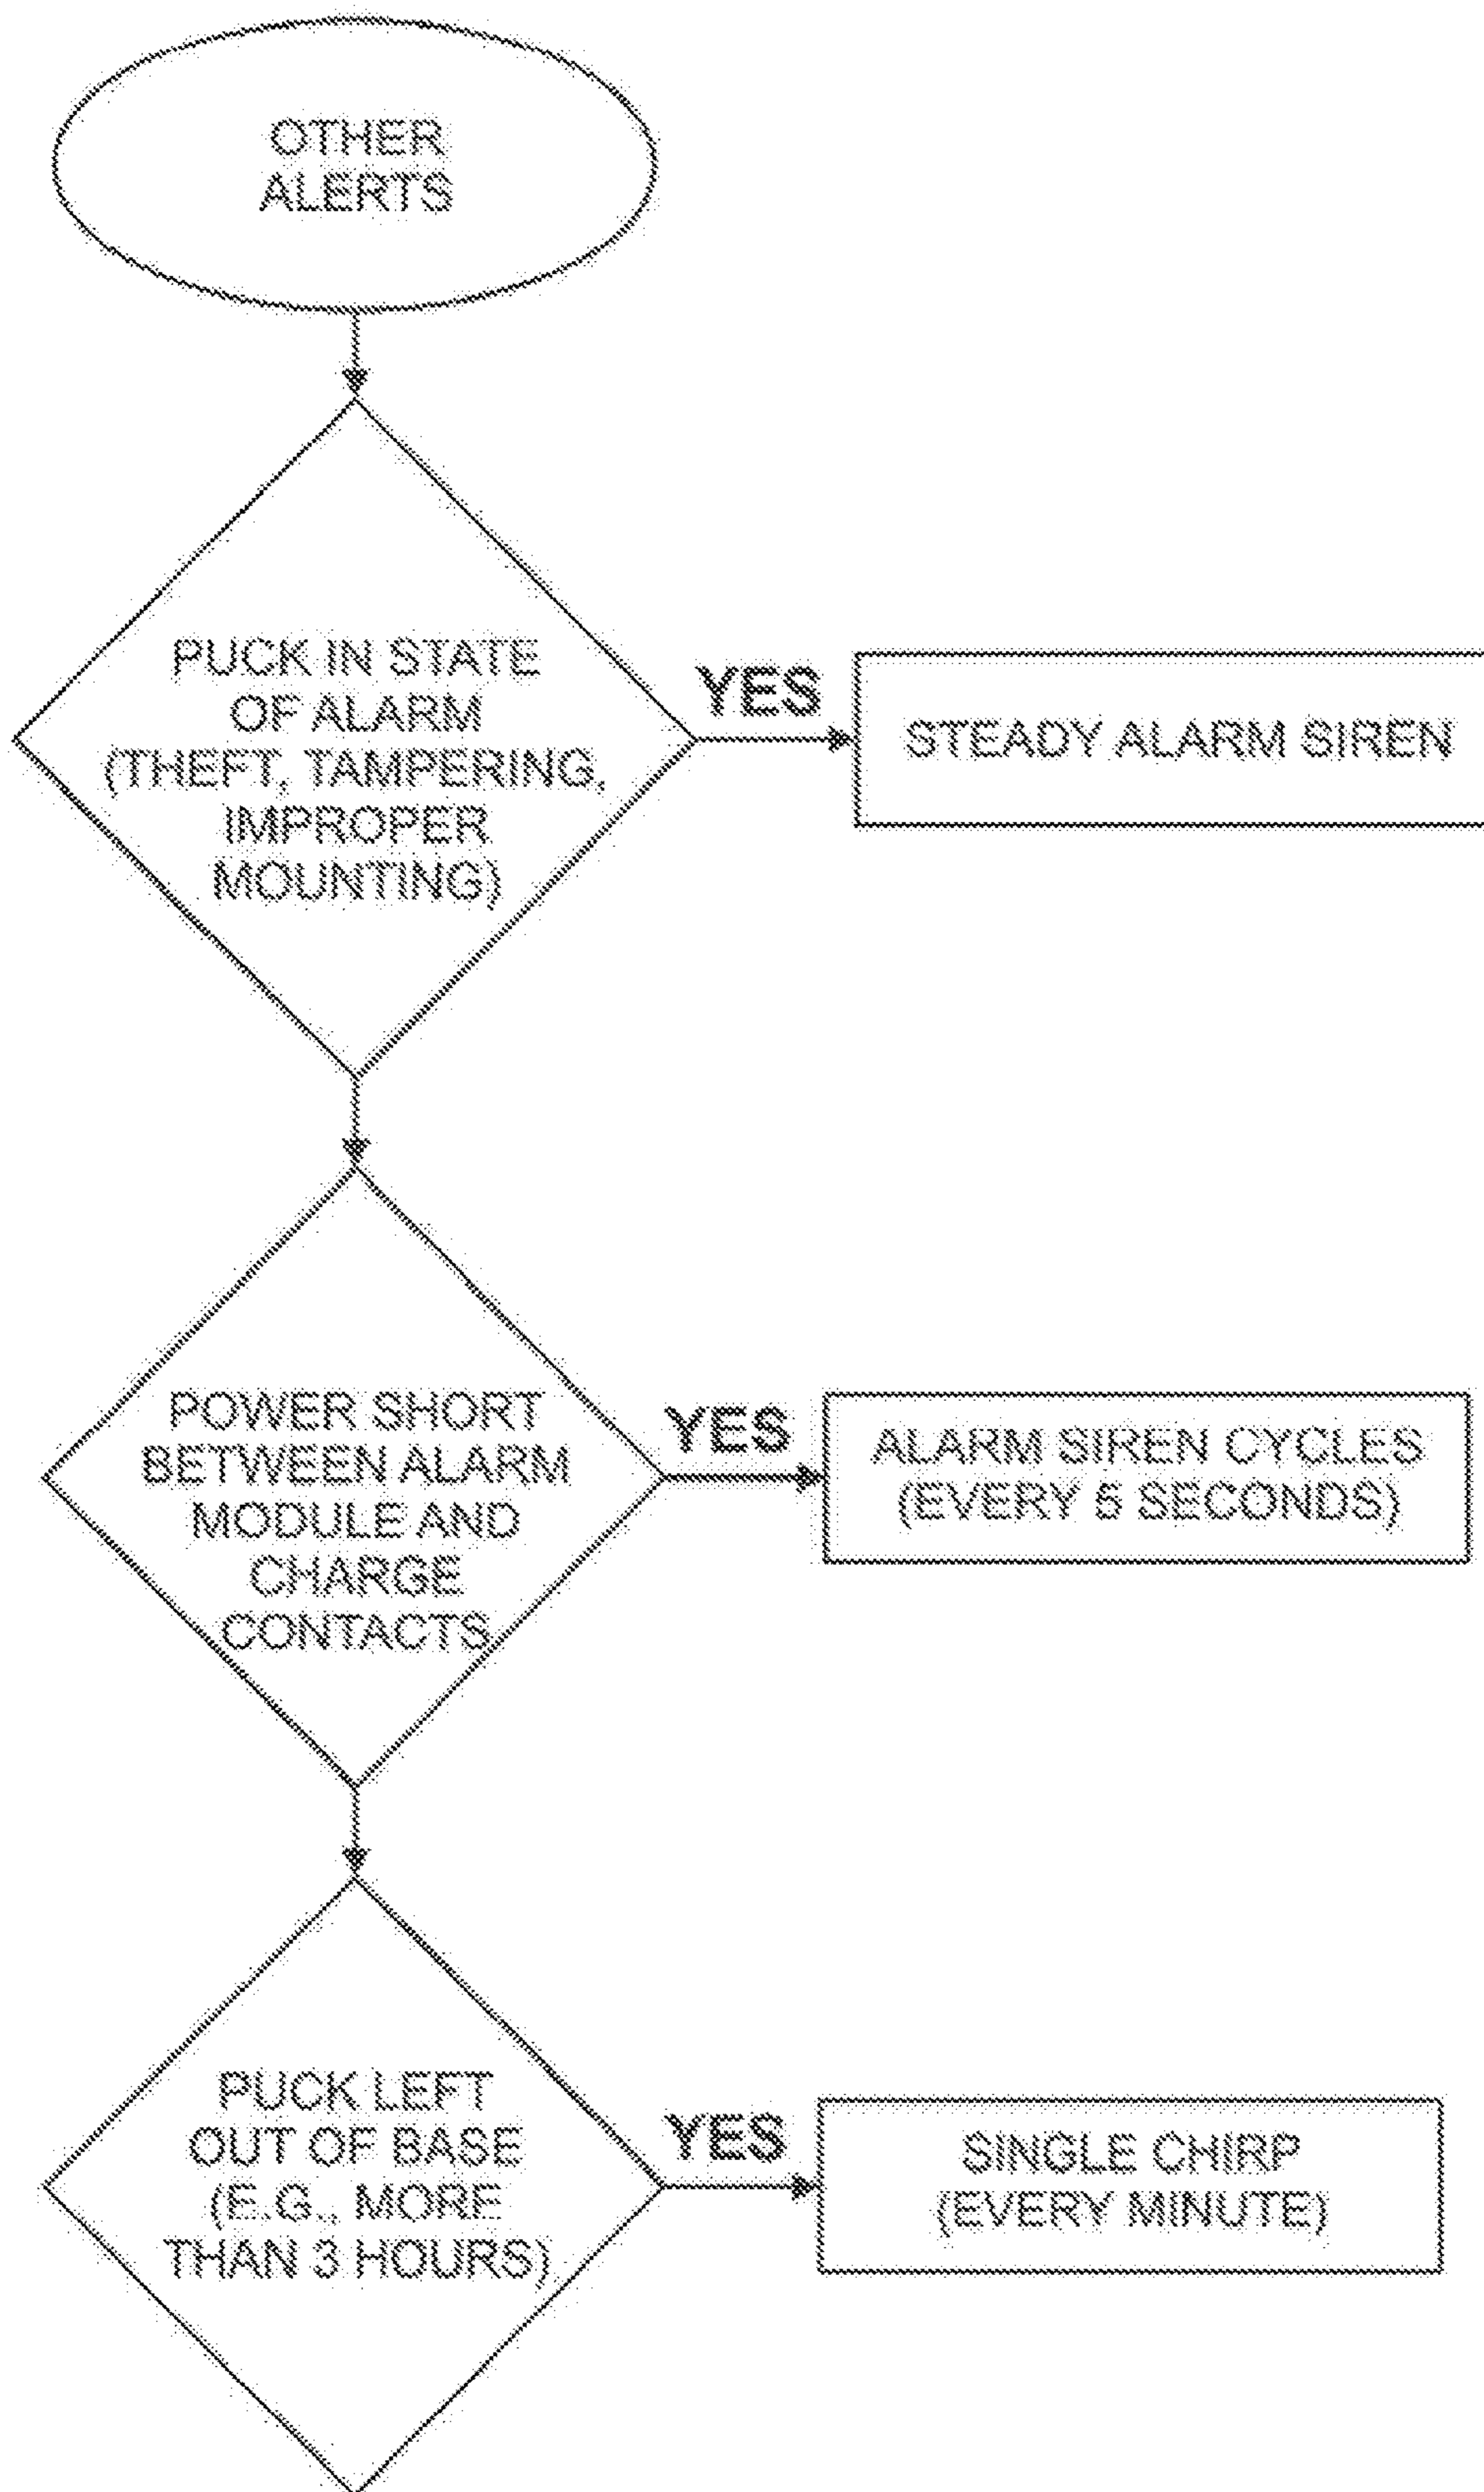 OTHER
ALERTS
PUCK IN STATE
OF ALARM
(THEFT, TAMPERING,
IMPROPER
MOUNTING)
YES
STEADY ALARM SIREN
POWER SHORT
BETWEEN ALARM
MODULE AND
CHARGE
CONTACTS
YES
ALARM SIREN CYCLES
(EVERY 5 SECONDS)
PUCK LEFT
OUT OF BASE
(E.G., MORE
THAN 3 HOURS)
YES
SINGLE CHIRP
(EVERY MINUTE)